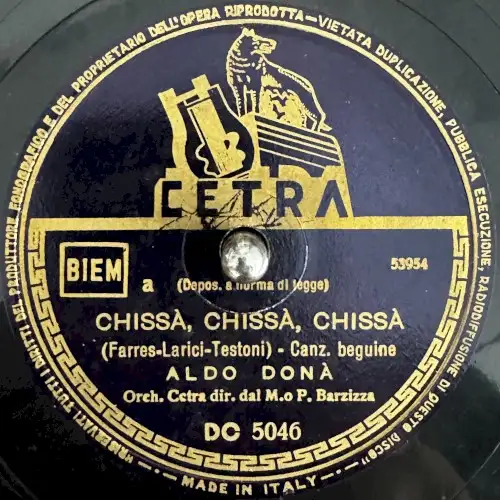 DEL PRODUTTORE FONOGRAFICO E DEL PROPRIETARIO DELL'OPERA RIPRODOTTA—VIETATA DUPLICAZIONE, PUBBLICA ESECUZIONE, RADIODIFFUSIONE DI QUESTO DISCO"
RISERVATI TUTTI I DIRITTI
CETRA
BIEM
a
(Depos. a norma di legge)
53954
CHISSÀ, CHISSÀ, CHISSÀ
(Farres-Larici-Testoni) - Canz. beguine
ALDO DONÀ
Orch. Cetra dir. dal M.o P. Barzizza
DC 5046
MADE IN ITALY